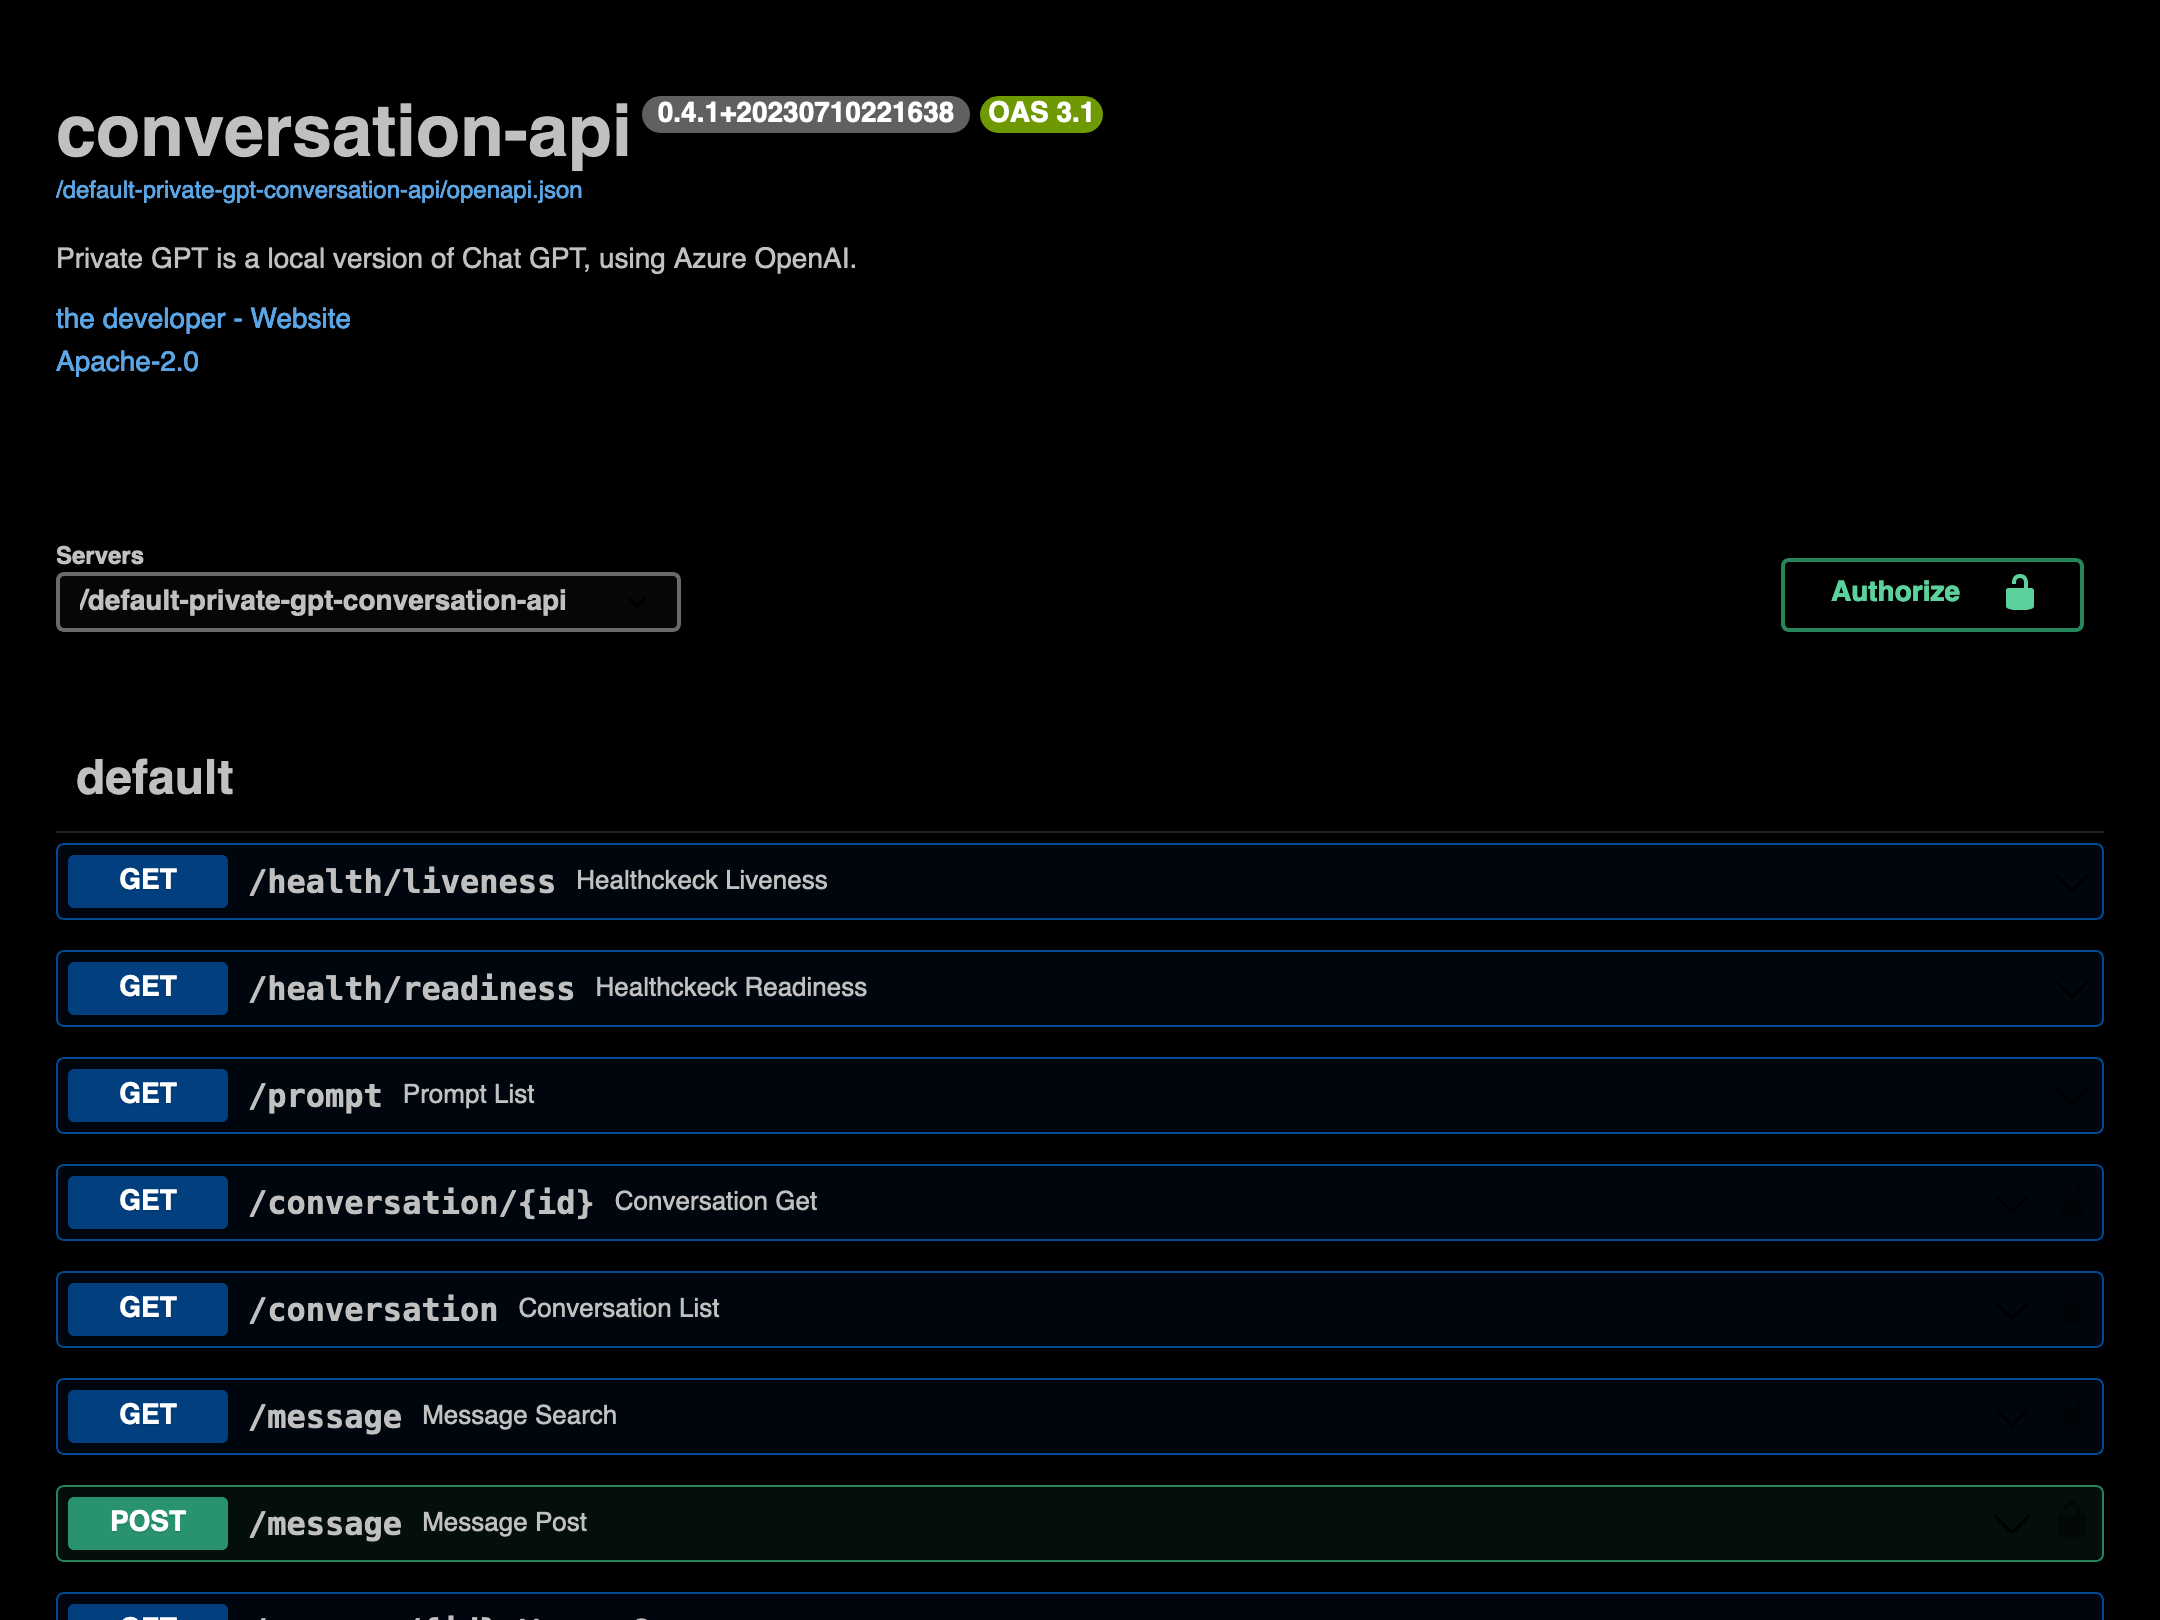 conversation-api 0.4.1+20230710221638 OAS 3.1
/default-private-gpt-conversation-api/openapi.json
Private GPT is a local version of Chat GPT, using Azure OpenAI.
the developer - Website
Apache-2.0
Servers
/default-private-gpt-conversation-api
Authorize
default
GET /health/liveness Healthckeck Liveness
GET /health/readiness Healthckeck Readiness
GET /prompt Prompt List
GET /conversation/{id} Conversation Get
GET /conversation Conversation List
GET /message Message Search
POST /message Message Post
GET